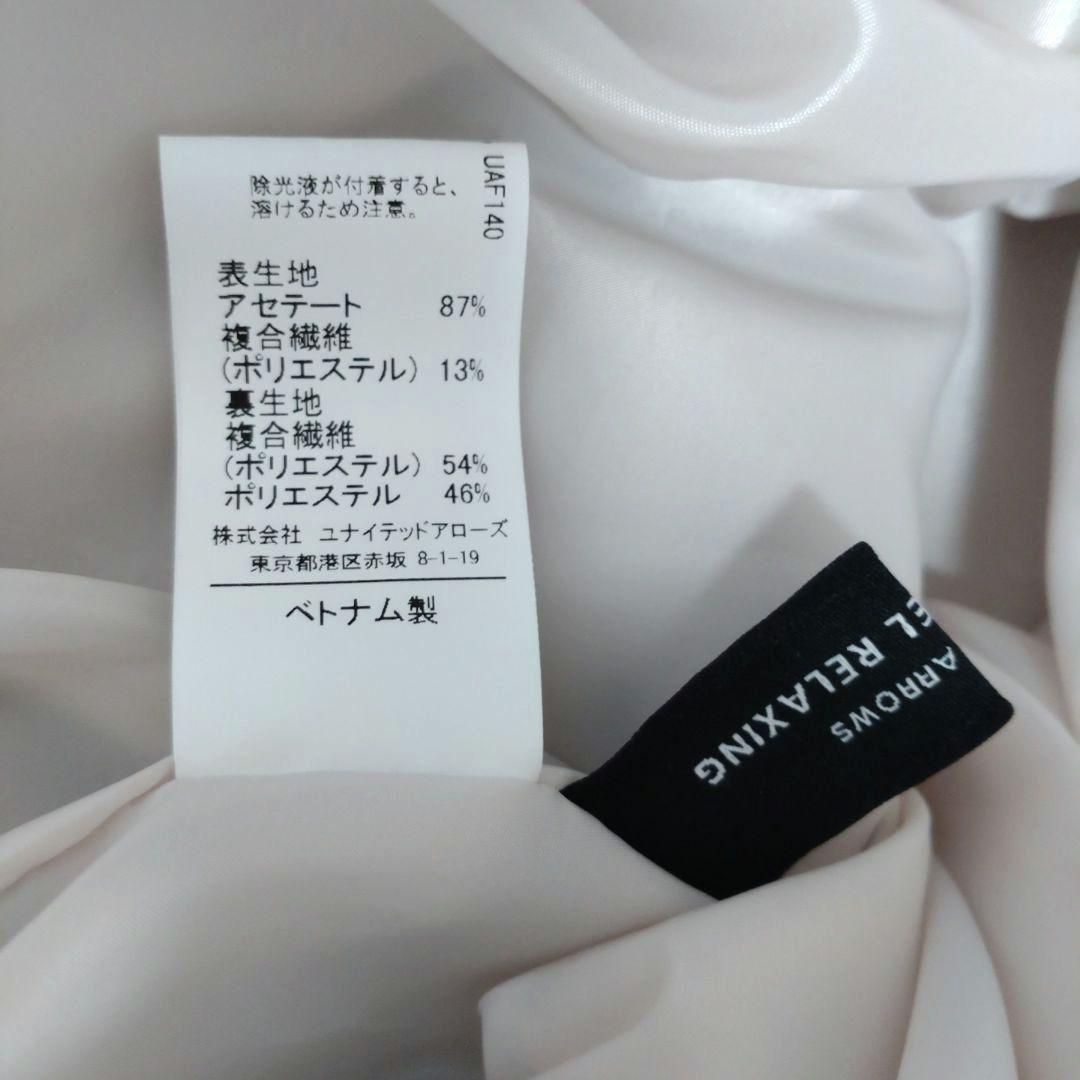 UAF140
除光液が付着すると、
溶けるため注意。
表生地
アセテート 87%
複合繊維
(ポリエステル) 13%
裏生地
複合繊維
(ポリエステル) 54%
ポリエステル 46%
株式会社 ユナイテッドアローズ
東京都港区赤坂 8-1-19
ベトナム製
ARROWS
EL RELAXING